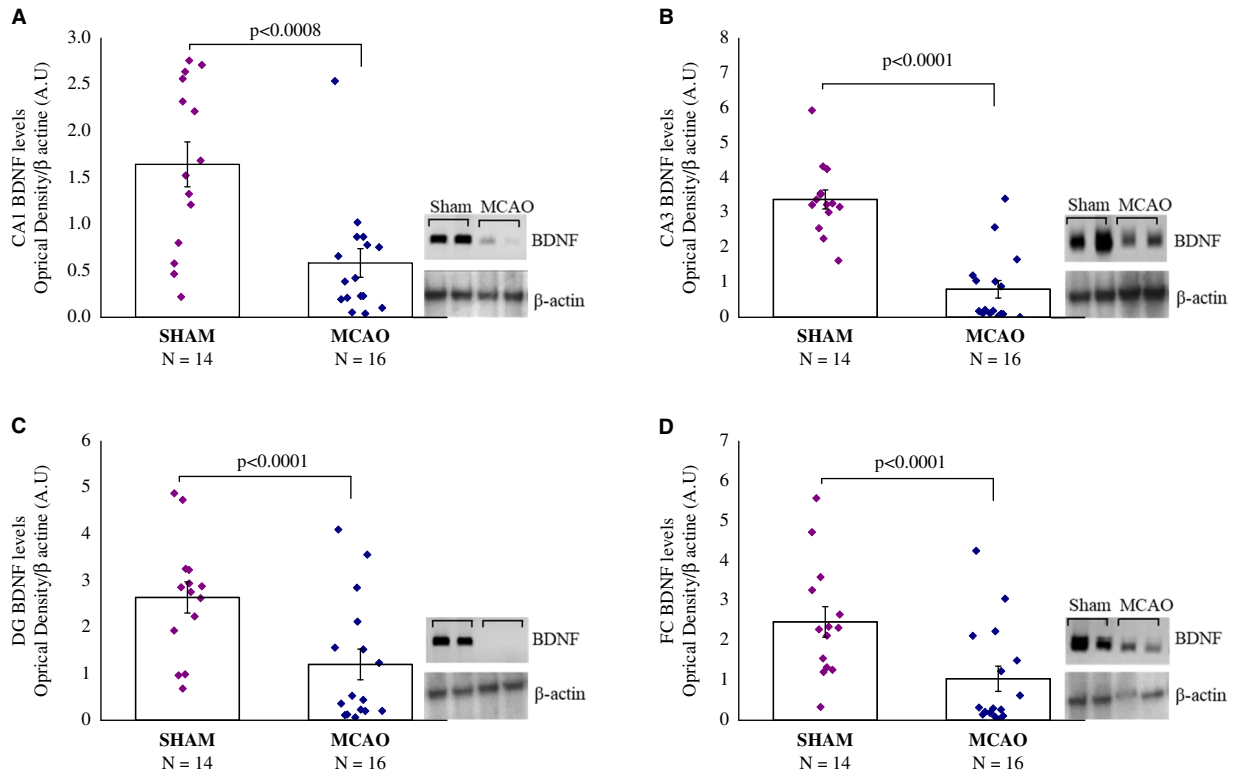 A
CA1 BDNF levels
Oprical Density/β actine (A.U)
3.0
2.5
2.0
1.5
1.0
0.5
0.0
p<0.0008
Sham MCAO
BDNF
β-actin
SHAM MCAO
N = 14 N = 16
B
CA3 BDNF levels
Oprical Density/β actine (A.U)
8
7
6
5
4
3
2
1
0
p<0.0001
Sham MCAO
BDNF
β-actin
SHAM MCAO
N = 14 N = 16
C
DG BDNF levels
Oprical Density/β actine (A.U)
6
5
4
3
2
1
0
p<0.0001
BDNF
β-actin
SHAM MCAO
N = 14 N = 16
D
FC BDNF levels
Oprical Density/β actine (A.U)
7
6
5
4
3
2
1
0
p<0.0001
Sham MCAO
BDNF
β-actin
SHAM MCAO
N = 14 N = 16